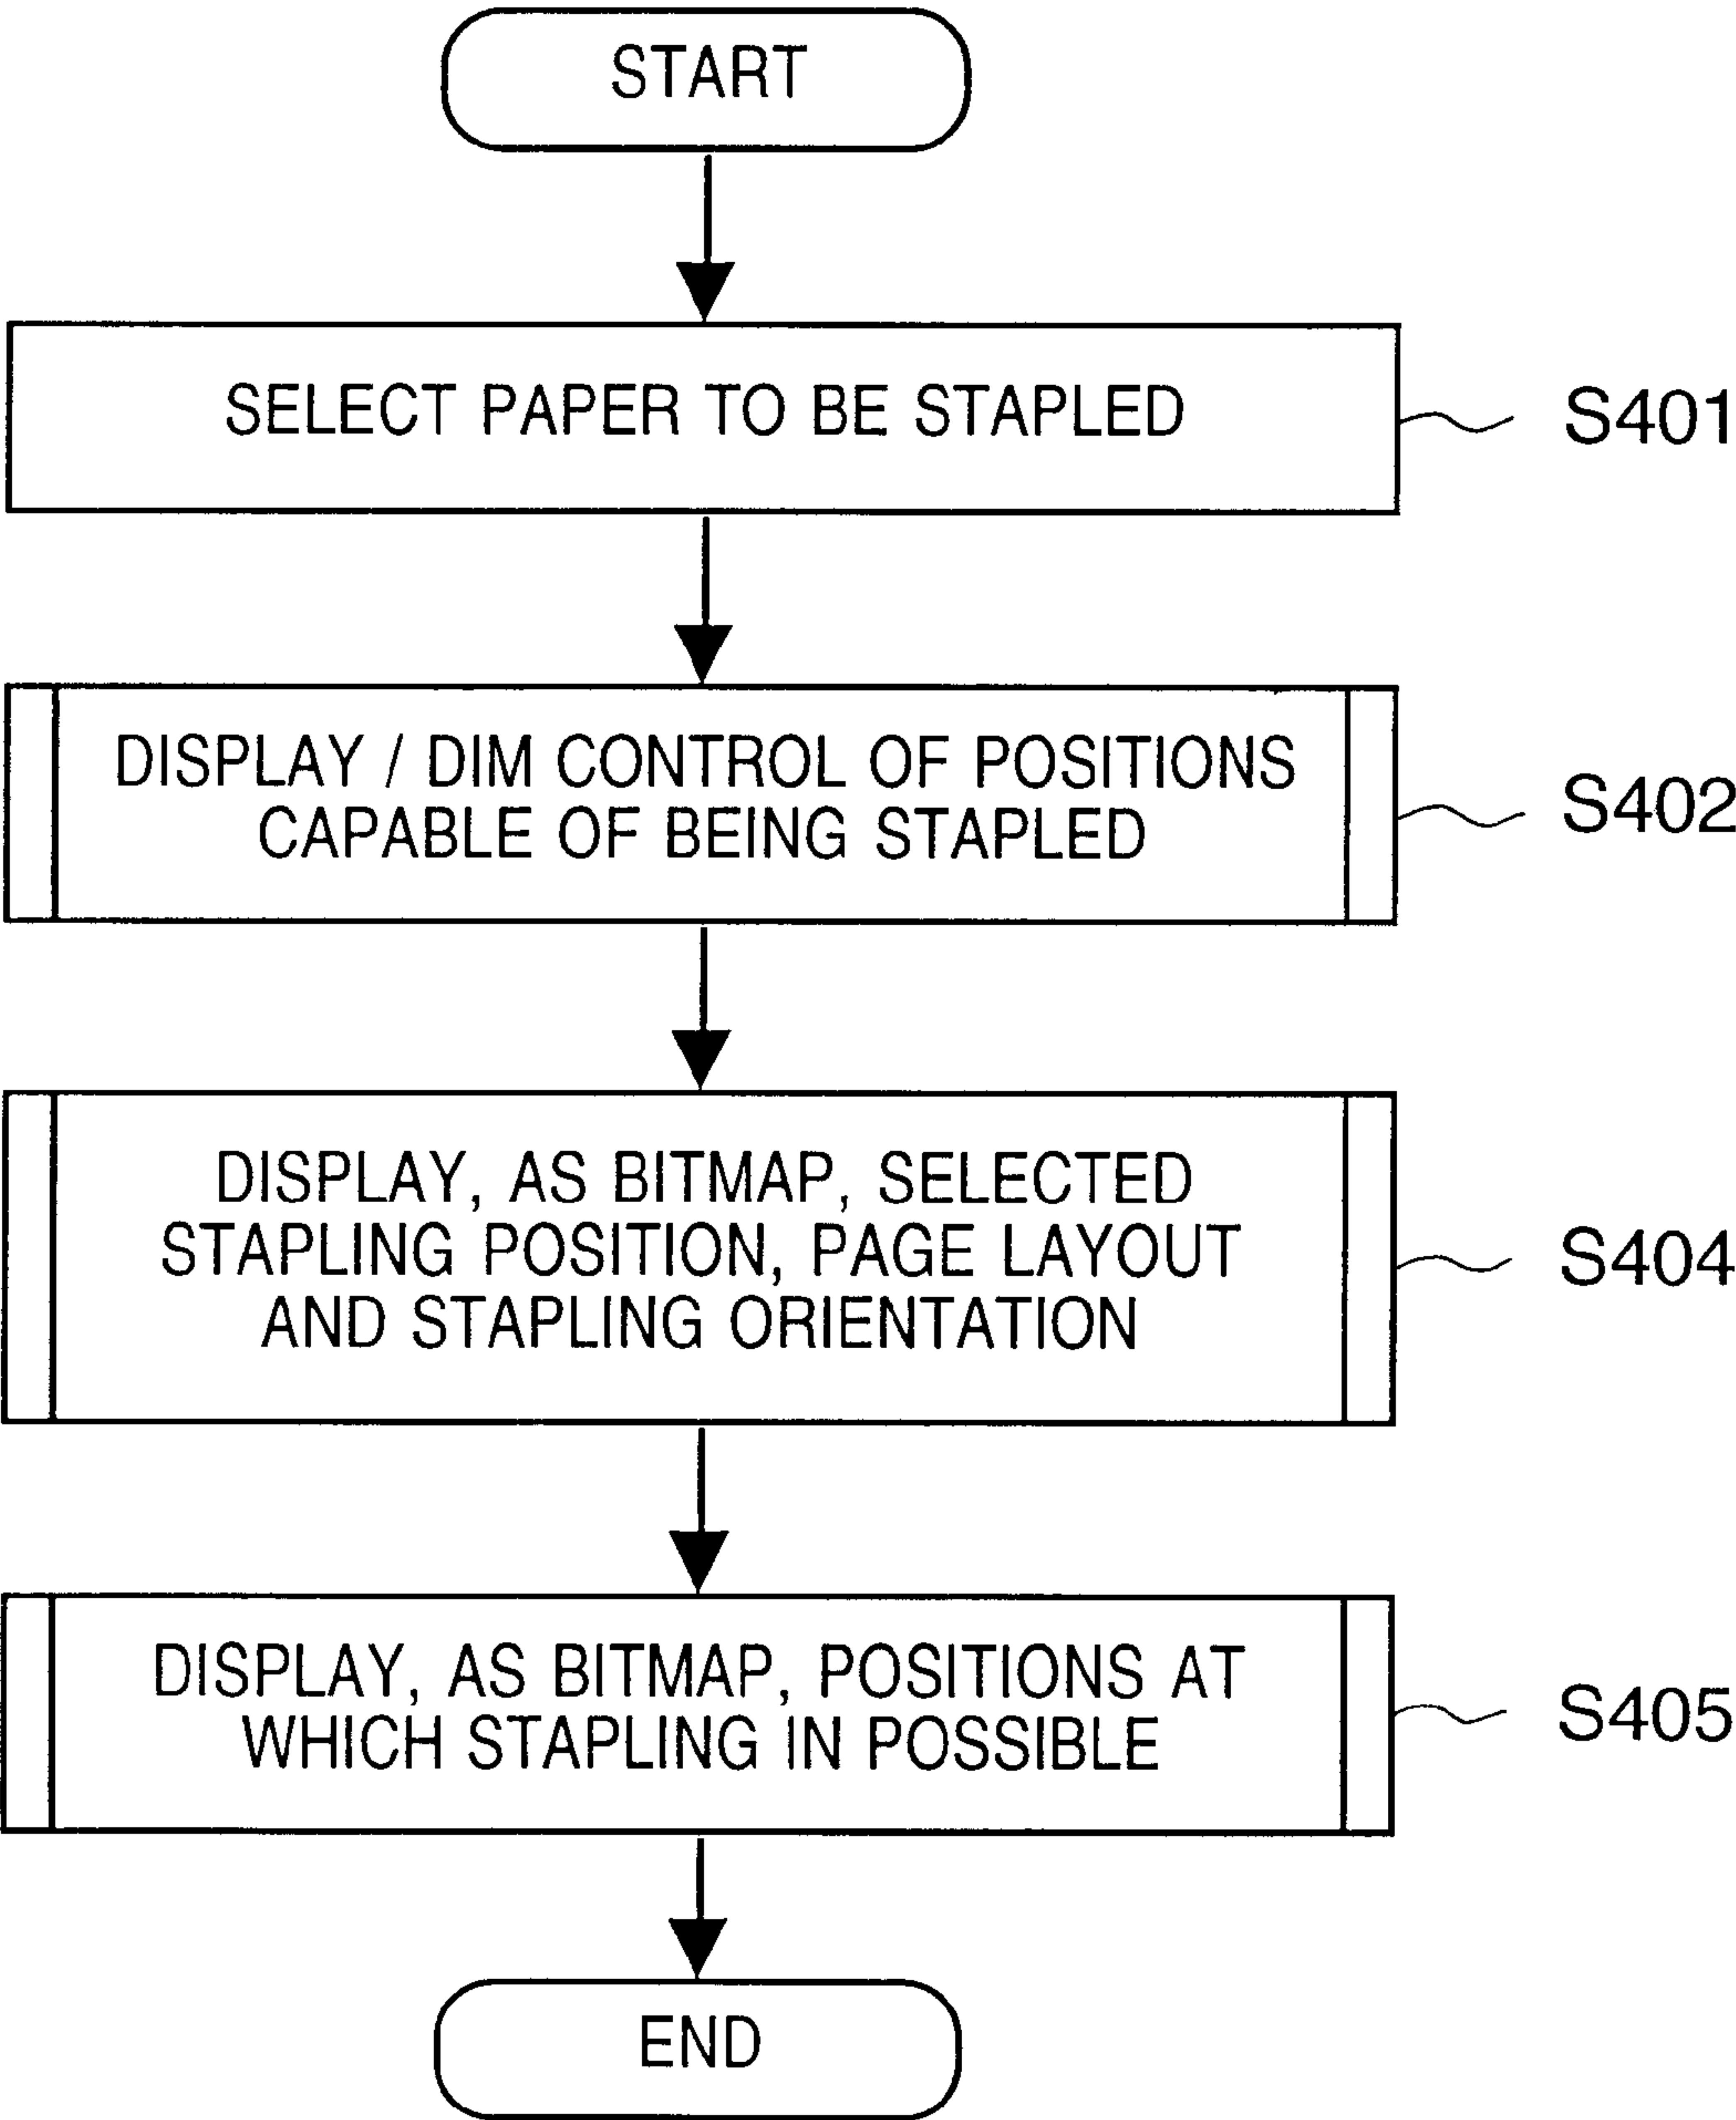 START
SELECT PAPER TO BE STAPLED
S401
DISPLAY / DIM CONTROL OF POSITIONS
CAPABLE OF BEING STAPLED
S402
DISPLAY, AS BITMAP, SELECTED
STAPLING POSITION, PAGE LAYOUT
AND STAPLING ORIENTATION
S404
DISPLAY, AS BITMAP, POSITIONS AT
WHICH STAPLING IN POSSIBLE
S405
END